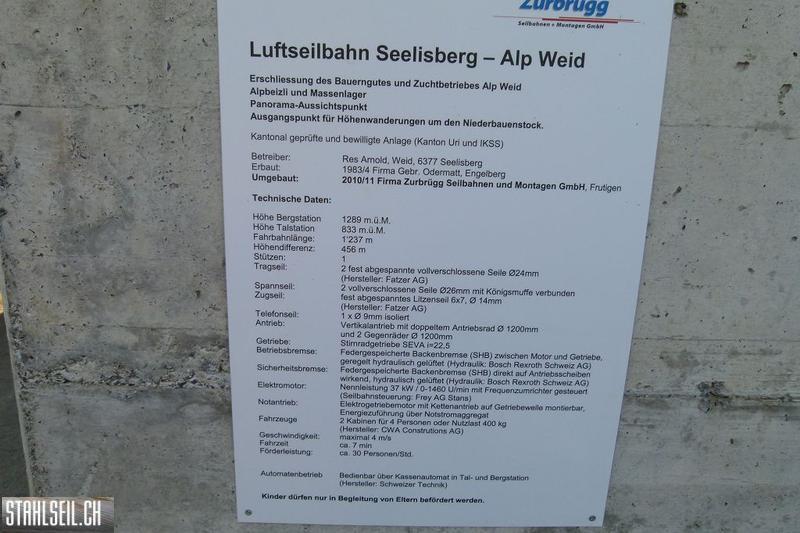 Zurbrügg
Seilbahnen + Montagen GmbH
Luftseilbahn Seelisberg – Alp Weid
Erschliessung des Bauerngutes und Zuchtbetriebes Alp Weid
Alpbeizli und Massenlager
Panorama-Aussichtspunkt
Ausgangspunkt für Höhenwanderungen um den Niederbauenstock.
Kantonal geprüfte und bewilligte Anlage (Kanton Uri und IKSS)
Betreiber: Res Arnold, Weid, 6377 Seelisberg
Erbaut: 1983/4 Firma Gebr. Odermatt, Engelberg
Umgebaut: 2010/11 Firma Zurbrügg Seilbahnen und Montagen GmbH, Frutigen
Technische Daten:
Höhe Bergstation 1289 m.ü.M.
Höhe Talstation 833 m.ü.M.
Fahrbahnlänge: 1'237 m
Höhendifferenz: 456 m
Stützen: 1
Tragseil: 2 fest abgespannte vollverschlossene Seile Ø24mm
(Hersteller: Fatzer AG)
Spannseil: 2 vollverschlossene Seile Ø26mm mit Königsmuffe verbunden
Zugseil: fest abgespanntes Litzenseil 6x7, Ø 14mm
(Hersteller: Fatzer AG)
Telefonseil: 1 x Ø 9mm isoliert
Antrieb: Vertikalantrieb mit doppeltem Antriebsrad Ø 1200mm
und 2 Gegenräder Ø 1200mm
Getriebe: Stirnradgetriebe SEVA i=22,5
Betriebsbremse: Federgespeicherte Backenbremse (SHB) zwischen Motor und Getriebe,
geregelt hydraulisch gelüftet (Hydraulik: Bosch Rexroth Schweiz AG)
Sicherheitsbremse: Federgespeicherte Backenbremse (SHB) direkt auf Antriebsscheiben
wirkend, hydraulisch gelüftet (Hydraulik: Bosch Rexroth Schweiz AG)
Elektromotor: Nennleistung 37 kW / 0-1460 U/min mit Frequenzumrichter gesteuert
(Seilbahnsteuerung: Frey AG Stans)
Notantrieb: Elektrogetriebemotor mit Kettenantrieb auf Getriebewelle montierbar,
Energiezuführung über Notstromaggregat
Fahrzeuge 2 Kabinen für 4 Personen oder Nutzlast 400 kg
(Hersteller: CWA Construtions AG)
Geschwindigkeit: maximal 4 m/s
Fahrzeit ca. 7 min
Förderleistung: ca. 30 Personen/Std.
Automatenbetrieb Bedienbar über Kassenautomat in Tal- und Bergstation
(Hersteller: Schweizer Technik)
Kinder dürfen nur in Begleitung von Eltern befördert werden.
STAHLSEIL.CH